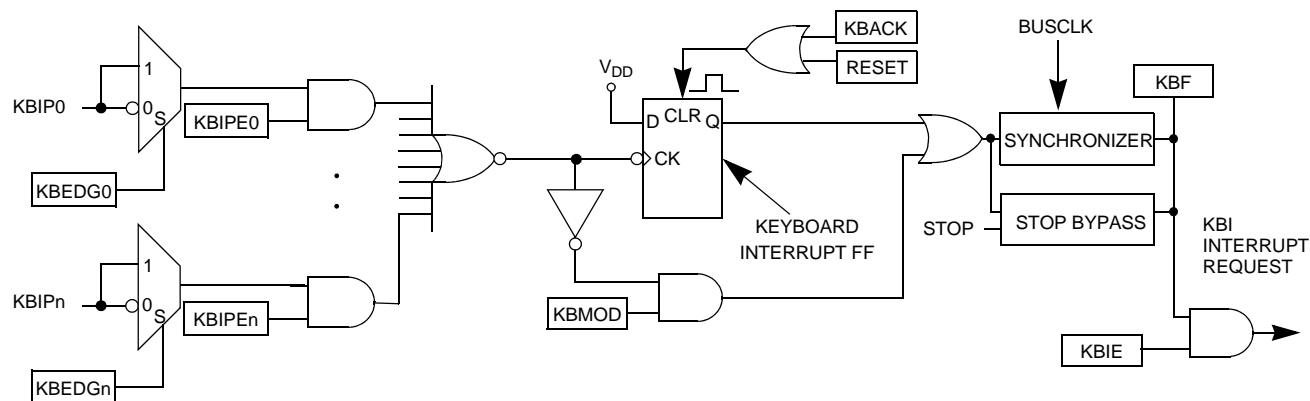 KBACK
RESET
BUSCLK
VDD
KBF
1
KBIP0
0
S
KBIPE0
D
CLR
Q
CK
SYNCHRONIZER
KBEDG0
KEYBOARD
INTERRUPT FF
STOP
STOP BYPASS
KBI
INTERRUPT
REQUEST
1
KBIPn
0
S
KBIPEn
KBMOD
KBIE
KBEDGn